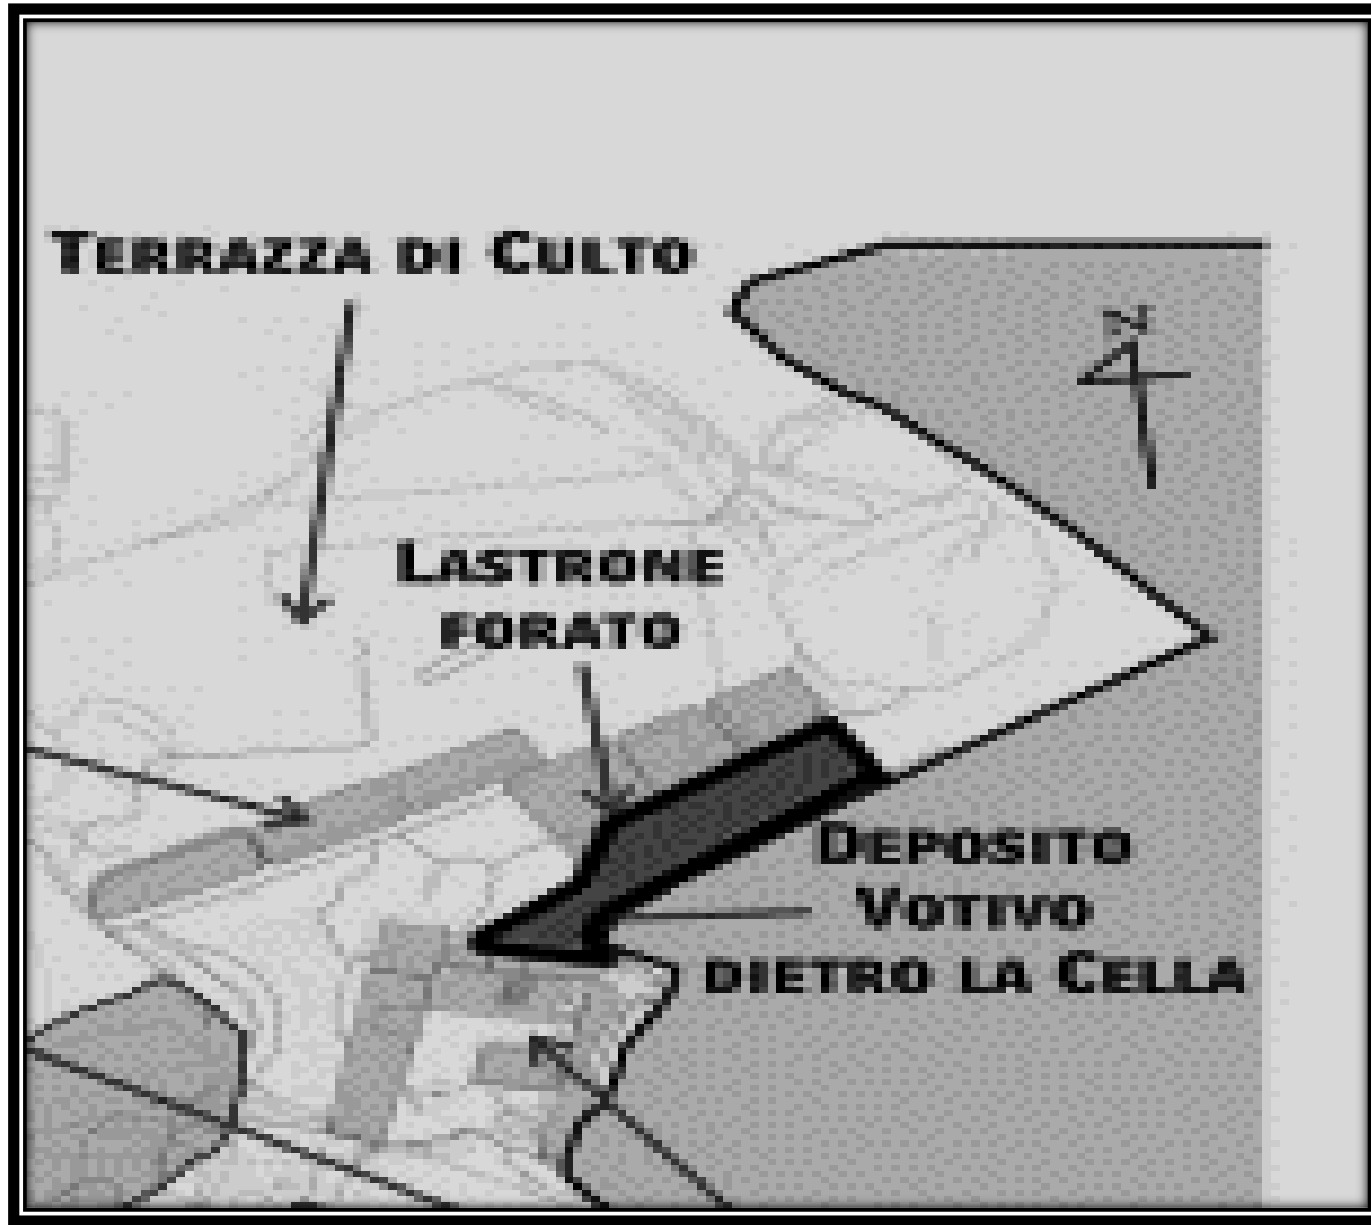 TERRAZZA DI CULTO
N
LASTRONE
FORATO
DEPOSITO
VOTIVO
DIETRO LA CELLA